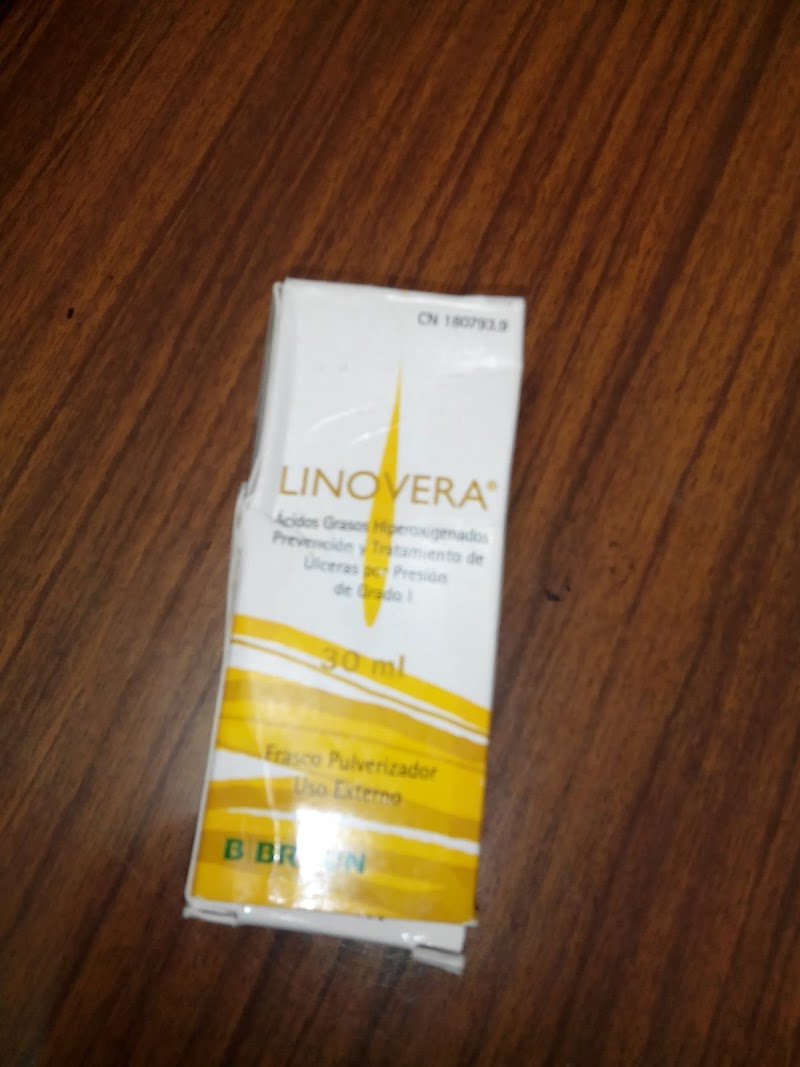 CN 180793.9
LINOVERA®
Ácidos Grasos Hiperoxigenados
Prevención y Tratamiento de
Úlceras por Presión
de Grado I
30 ml
Frasco Pulverizador
Uso Externo
B BRAUN